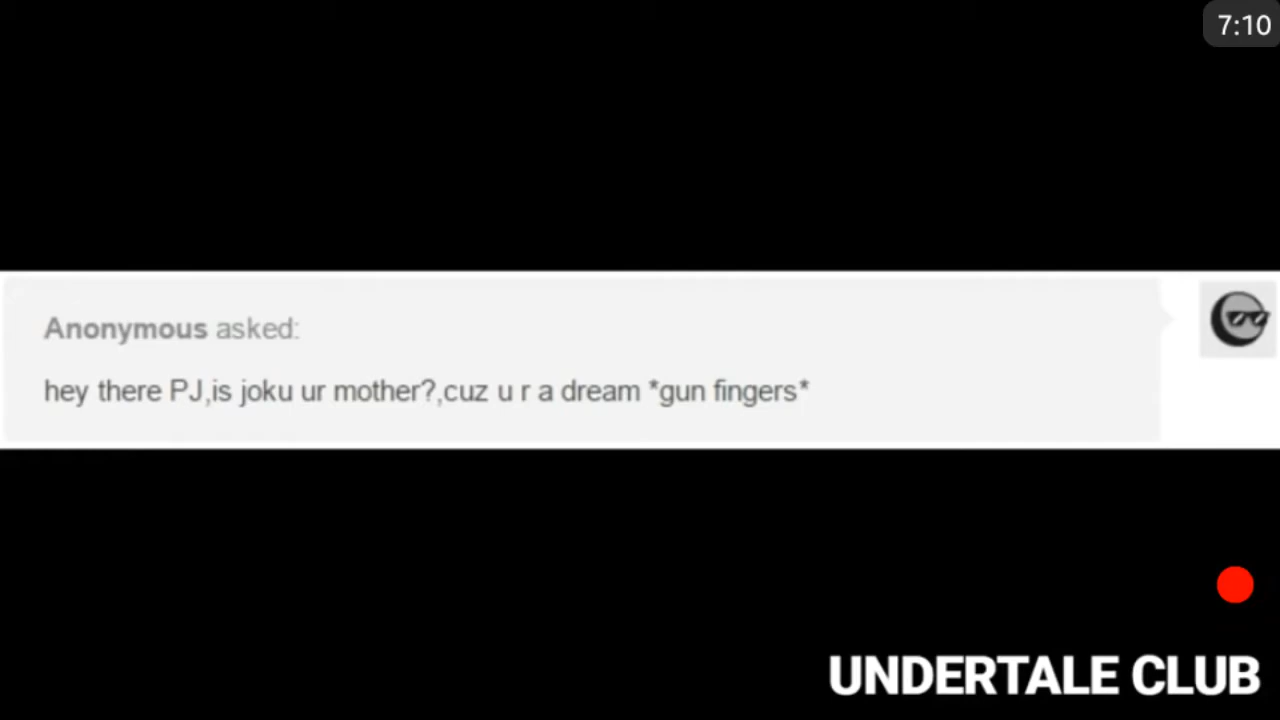 7:10
Anonymous asked:
hey there PJ,is joku ur mother?,cuz u r a dream *gun fingers*
UNDERTALE CLUB